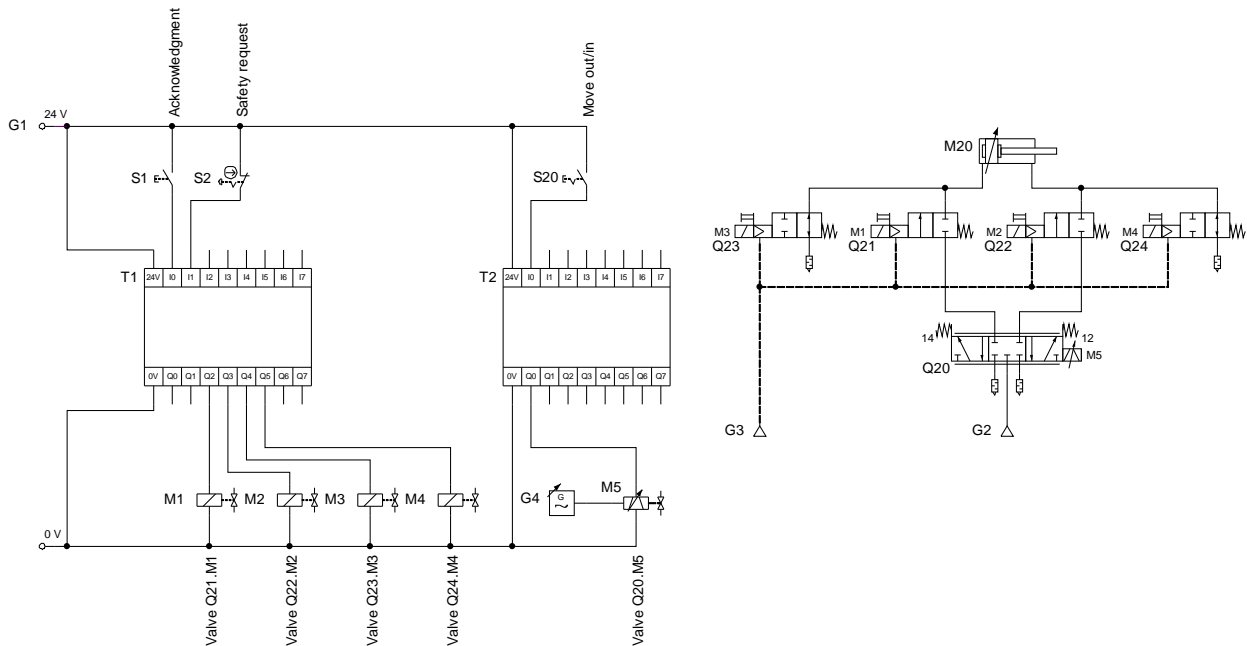 Acknowledgment
Safety request
Move out/in
G1
24 V
S1
S2
S20
M20
M3
Q23
M1
Q21
M2
Q22
M4
Q24
T1
24V I0 I1 I2 I3 I4 I5 I6 I7
0V Q0 Q1 Q2 Q3 Q4 Q5 Q6 Q7
T2
24V I0 I1 I2 I3 I4 I5 I6 I7
0V Q0 Q1 Q2 Q3 Q4 Q5 Q6 Q7
14
12
M5
Q20
G3
G2
M1
M2
M3
M4
G4
G
M5
0 V
Valve Q21.M1
Valve Q22.M2
Valve Q23.M3
Valve Q24.M4
Valve Q20.M5